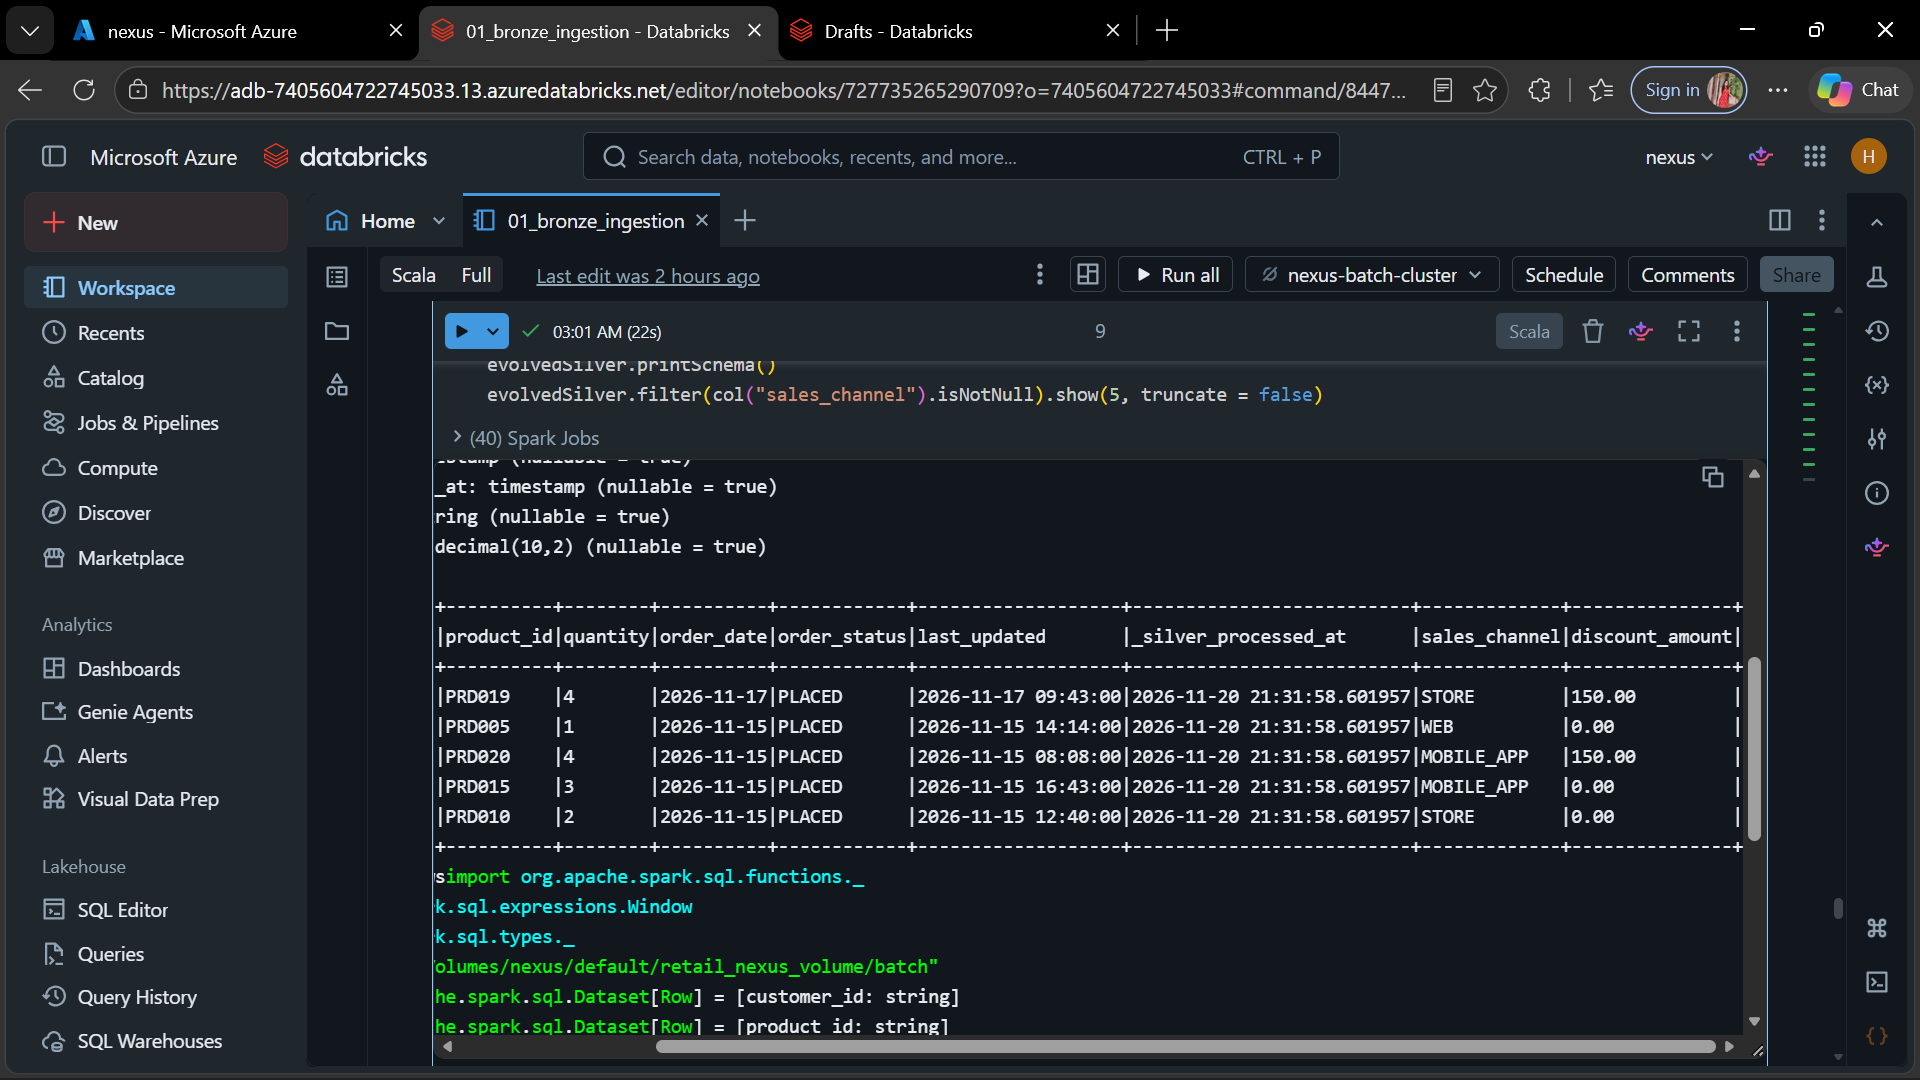 nexus - Microsoft Azure
01_bronze_ingestion - Databricks
Drafts - Databricks
https://adb-7405604722745033.13.azuredatabricks.net/editor/notebooks/727735265290709?o=7405604722745033#command/8447...
Sign in
Chat
Microsoft Azure
databricks
Search data, notebooks, recents, and more...
CTRL + P
nexus
H
New
Home
01_bronze_ingestion
Scala
Full
Last edit was 2 hours ago
Run all
nexus-batch-cluster
Schedule
Comments
Share
Workspace
Recents
Catalog
Jobs & Pipelines
Compute
Discover
Marketplace
Analytics
Dashboards
Genie Agents
Alerts
Visual Data Prep
Lakehouse
SQL Editor
Queries
Query History
SQL Warehouses
03:01 AM (22s)
9
Scala
evolvedSilver.printSchema()
evolvedSilver.filter(col("sales_channel").isNotNull).show(5, truncate = false)
(40) Spark Jobs
_at: timestamp (nullable = true)
ring (nullable = true)
decimal(10,2) (nullable = true)
+----------+--------+----------+------------+-------------------+--------------------------+-------------+---------------+
|product_id|quantity|order_date|order_status|last_updated       |_silver_processed_at      |sales_channel|discount_amount|
+----------+--------+----------+------------+-------------------+--------------------------+-------------+---------------+
|PRD019    |4       |2026-11-17|PLACED      |2026-11-17 09:43:00|2026-11-20 21:31:58.601957|STORE        |150.00         |
|PRD005    |1       |2026-11-15|PLACED      |2026-11-15 14:14:00|2026-11-20 21:31:58.601957|WEB          |0.00           |
|PRD020    |4       |2026-11-15|PLACED      |2026-11-15 08:08:00|2026-11-20 21:31:58.601957|MOBILE_APP   |150.00         |
|PRD015    |3       |2026-11-15|PLACED      |2026-11-15 16:43:00|2026-11-20 21:31:58.601957|MOBILE_APP   |0.00           |
|PRD010    |2       |2026-11-15|PLACED      |2026-11-15 12:40:00|2026-11-20 21:31:58.601957|STORE        |0.00           |
+----------+--------+----------+------------+-------------------+--------------------------+-------------+---------------+
simport org.apache.spark.sql.functions._
k.sql.expressions.Window
k.sql.types._
olumes/nexus/default/retail_nexus_volume/batch"
he.spark.sql.Dataset[Row] = [customer_id: string]
he.spark.sql.Dataset[Row] = [product_id: string]